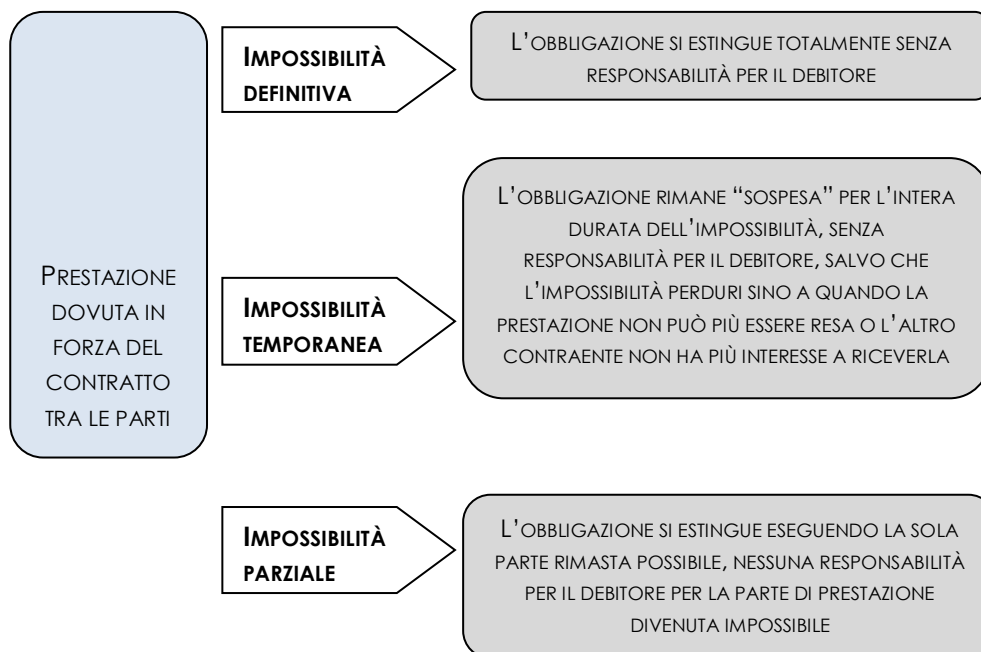 PRESTAZIONE
DOVUTA IN
FORZA DEL
CONTRATTO
TRA LE PARTI
IMPOSSIBILITÀ
DEFINITIVA
L'OBBLIGAZIONE SI ESTINGUE TOTALMENTE SENZA
RESPONSABILITÀ PER IL DEBITORE
IMPOSSIBILITÀ
TEMPORANEA
L'OBBLIGAZIONE RIMANE “SOSPESA” PER L'INTERA
DURATA DELL'IMPOSSIBILITÀ, SENZA
RESPONSABILITÀ PER IL DEBITORE, SALVO CHE
L'IMPOSSIBILITÀ PERDURI SINO A QUANDO LA
PRESTAZIONE NON PUÒ PIÙ ESSERE RESA O L'ALTRO
CONTRAENTE NON HA PIÙ INTERESSE A RICEVERLA
IMPOSSIBILITÀ
PARZIALE
L'OBBLIGAZIONE SI ESTINGUE ESEGUENDO LA SOLA
PARTE RIMASTA POSSIBILE, NESSUNA RESPONSABILITÀ
PER IL DEBITORE PER LA PARTE DI PRESTAZIONE
DIVENUTA IMPOSSIBILE